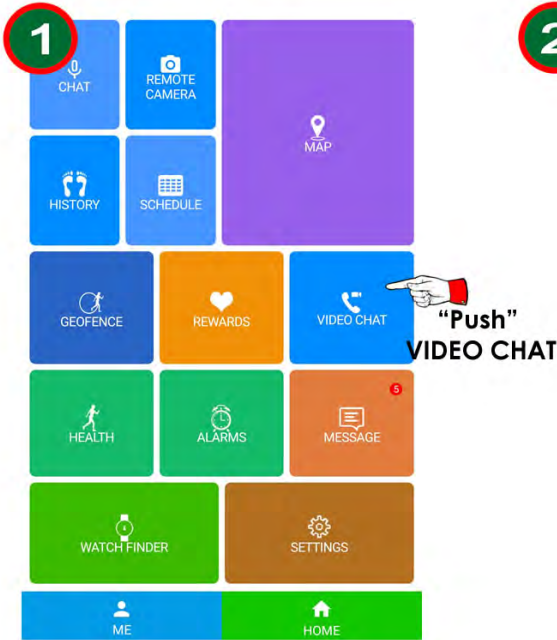 1
2
CHAT
REMOTE
CAMERA
MAP
HISTORY
SCHEDULE
GEOFENCE
REWARDS
VIDEO CHAT
"Push"
VIDEO CHAT
HEALTH
ALARMS
5
MESSAGE
WATCH FINDER
SETTINGS
ME
HOME